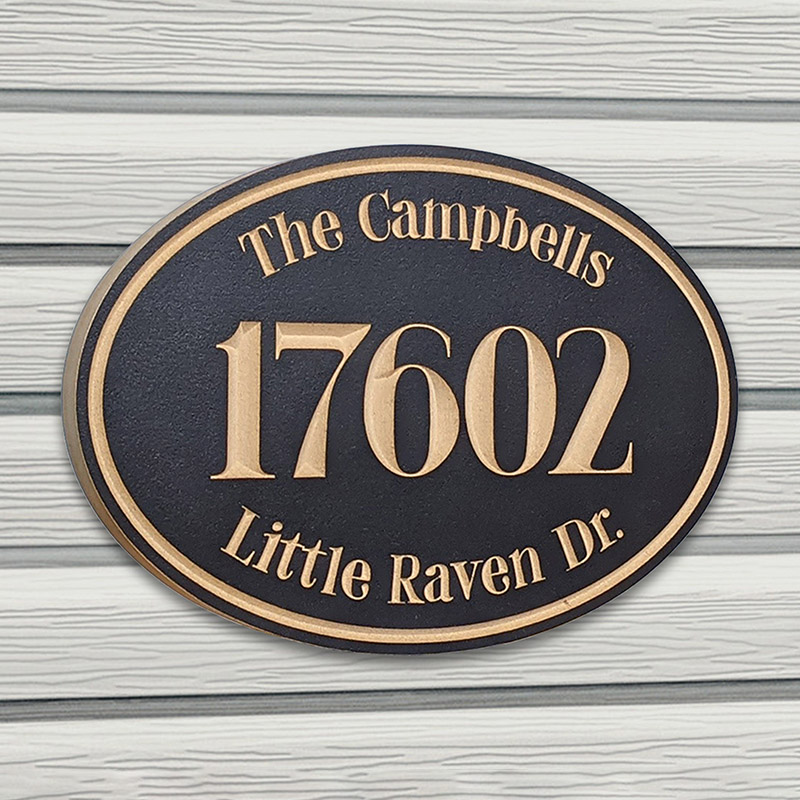 The Campbells
17602
Little Raven Dr.